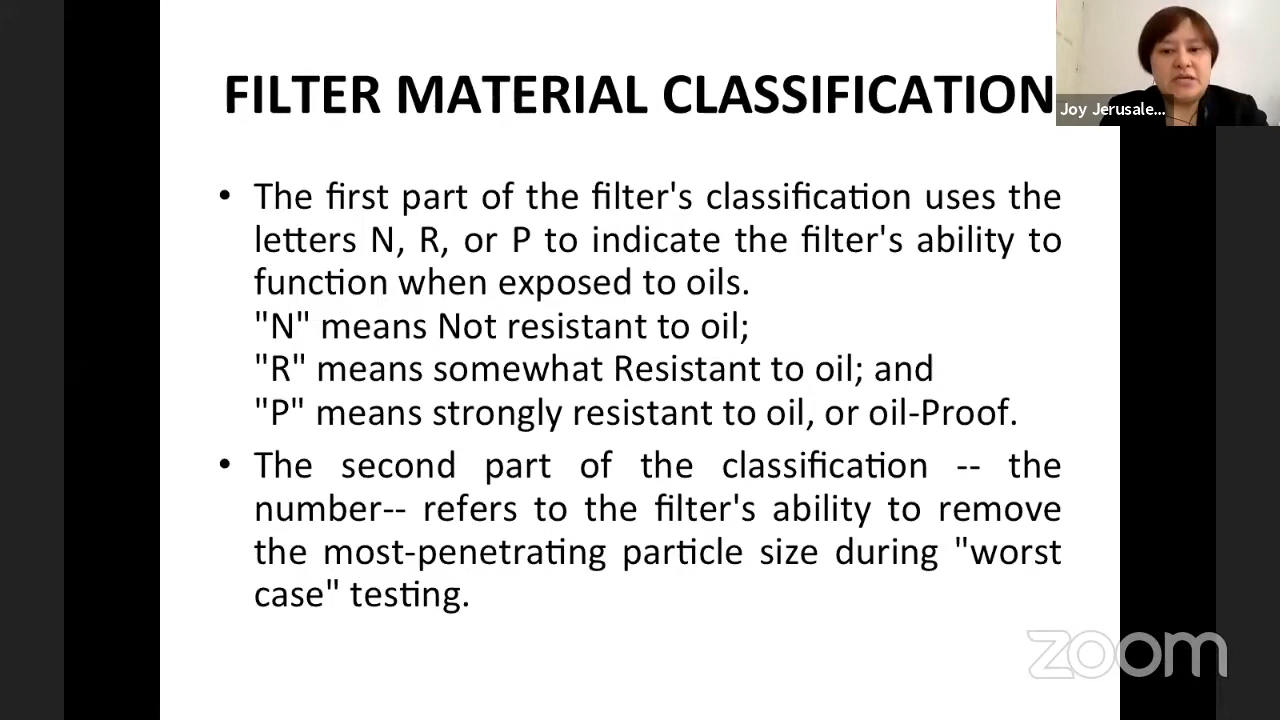 FILTER MATERIAL CLASSIFICATION
Joy Jerusale...
• The first part of the filter's classification uses the
letters N, R, or P to indicate the filter's ability to
function when exposed to oils.
"N" means Not resistant to oil;
"R" means somewhat Resistant to oil; and
"P" means strongly resistant to oil, or oil-Proof.
• The second part of the classification -- the
number-- refers to the filter's ability to remove
the most-penetrating particle size during "worst
case" testing.
zoom